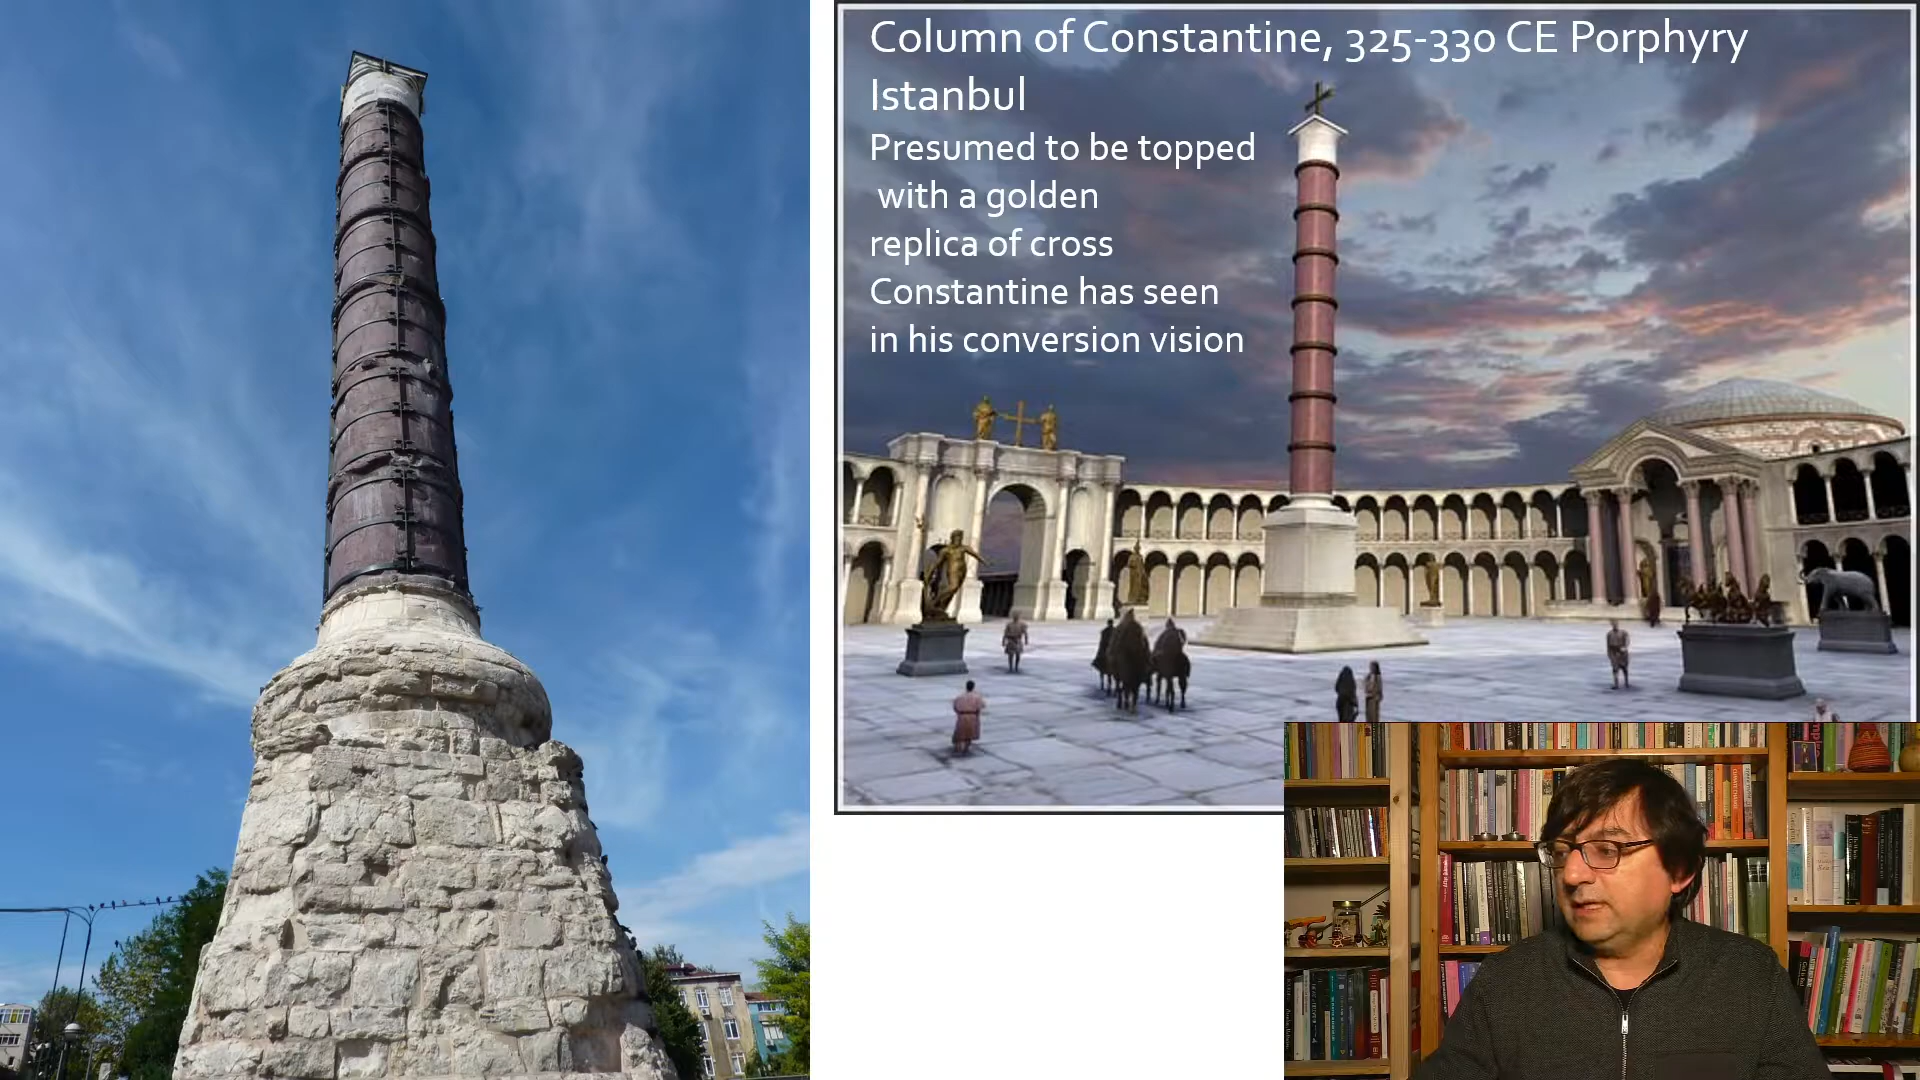 Column of Constantine, 325-330 CE Porphyry
Istanbul
Presumed to be topped
with a golden
replica of cross
Constantine has seen
in his conversion vision